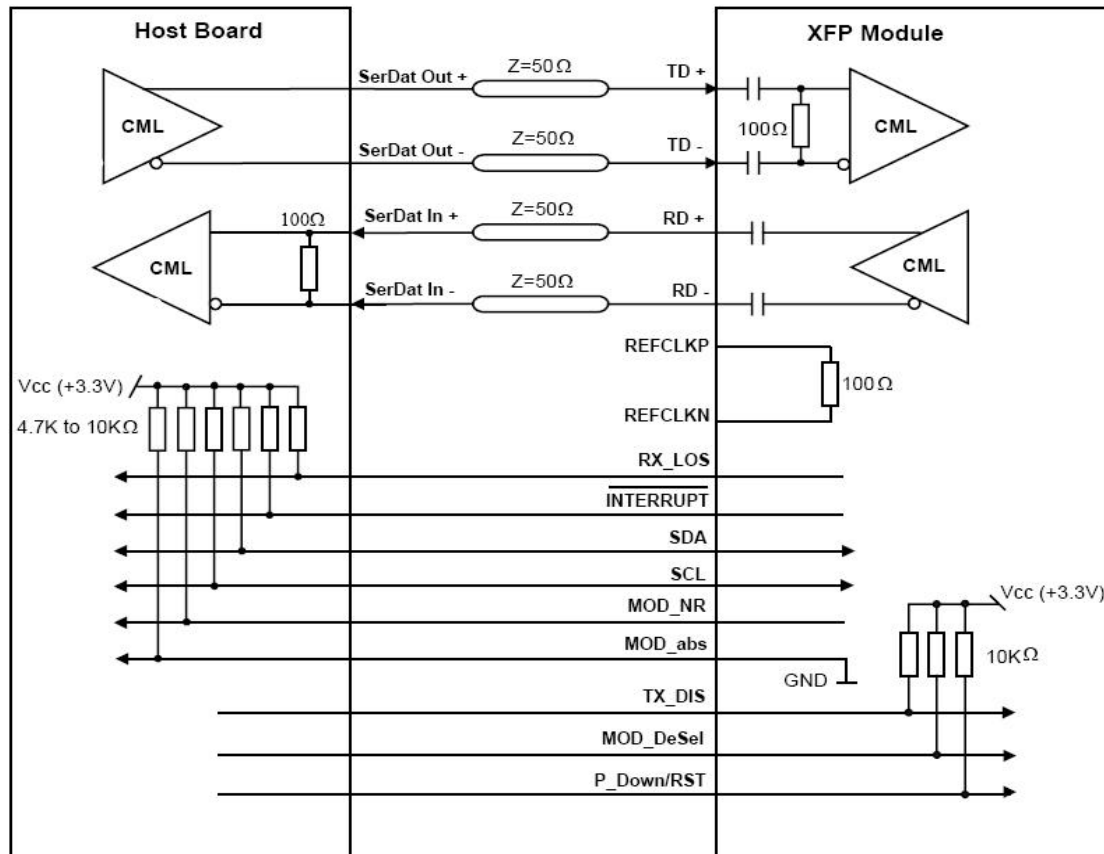 Host Board
XFP Module
SerDat Out +
Z=50Ω
TD +
CML
100Ω
CML
SerDat Out -
Z=50Ω
TD -
100Ω
SerDat In +
Z=50Ω
RD +
CML
CML
SerDat In -
Z=50Ω
RD -
REFCLKP
100Ω
REFCLKN
Vcc (+3.3V)
4.7K to 10KΩ
RX_LOS
INTERRUPT
SDA
SCL
MOD_NR
Vcc (+3.3V)
MOD_abs
10KΩ
GND
TX_DIS
MOD_DeSel
P_Down/RST